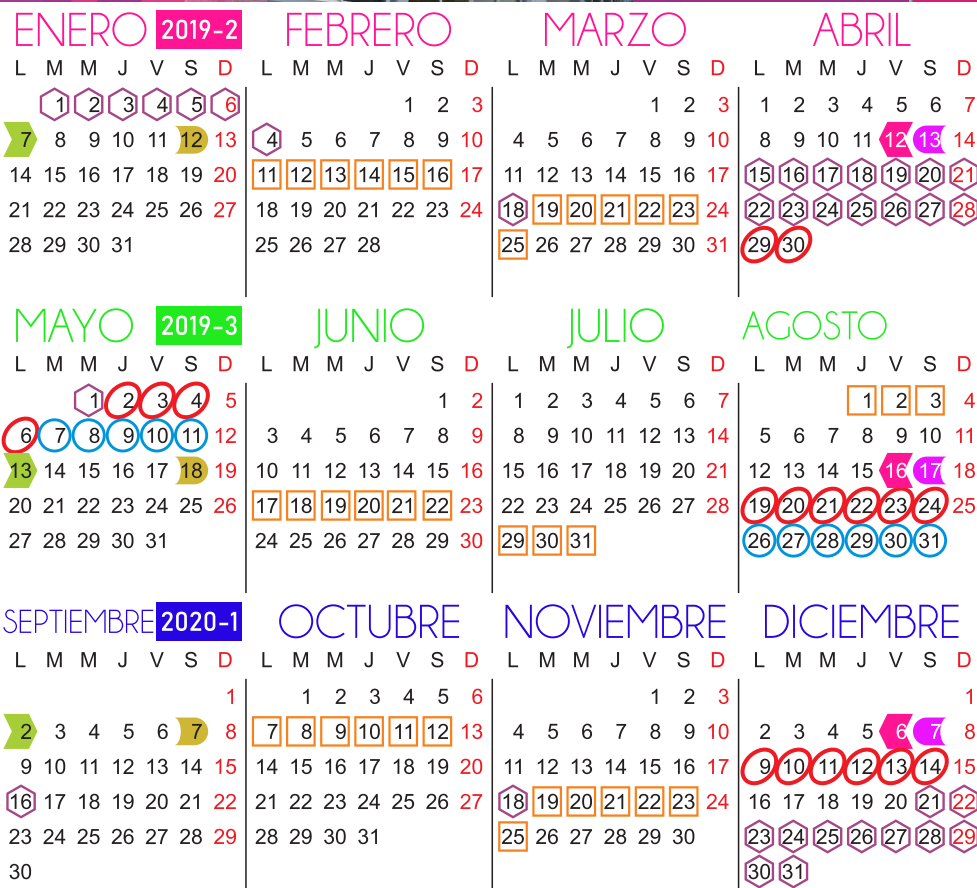 ENERO 2019-2
L M M J V S D
1 2 3 4 5 6
7 8 9 10 11 12 13
14 15 16 17 18 19 20
21 22 23 24 25 26 27
28 29 30 31
FEBRERO
L M M J V S D
1 2 3
4 5 6 7 8 9 10
11 12 13 14 15 16 17
18 19 20 21 22 23 24
25 26 27 28
MARZO
L M M J V S D
1 2 3
4 5 6 7 8 9 10
11 12 13 14 15 16 17
18 19 20 21 22 23 24
25 26 27 28 29 30 31
ABRIL
L M M J V S D
1 2 3 4 5 6 7
8 9 10 11 12 13 14
15 16 17 18 19 20 21
22 23 24 25 26 27 28
29 30
MAYO 2019-3
L M M J V S D
1 2 3 4 5
6 7 8 9 10 11 12
13 14 15 16 17 18 19
20 21 22 23 24 25 26
27 28 29 30 31
JUNIO
L M M J V S D
1 2
3 4 5 6 7 8 9
10 11 12 13 14 15 16
17 18 19 20 21 22 23
24 25 26 27 28 29 30
JULIO
L M M J V S D
1 2 3 4 5 6 7
8 9 10 11 12 13 14
15 16 17 18 19 20 21
22 23 24 25 26 27 28
29 30 31
AGOSTO
L M M J V S D
1 2 3 4
5 6 7 8 9 10 11
12 13 14 15 16 17 18
19 20 21 22 23 24 25
26 27 28 29 30 31
SEPTIEMBRE 2020-1
L M M J V S D
1
2 3 4 5 6 7 8
9 10 11 12 13 14 15
16 17 18 19 20 21 22
23 24 25 26 27 28 29
30
OCTUBRE
L M M J V S D
1 2 3 4 5 6
7 8 9 10 11 12 13
14 15 16 17 18 19 20
21 22 23 24 25 26 27
28 29 30 31
NOVIEMBRE
L M M J V S D
1 2 3
4 5 6 7 8 9 10
11 12 13 14 15 16 17
18 19 20 21 22 23 24
25 26 27 28 29 30
DICIEMBRE
L M M J V S D
1
2 3 4 5 6 7 8
9 10 11 12 13 14 15
16 17 18 19 20 21 22
23 24 25 26 27 28 29
30 31